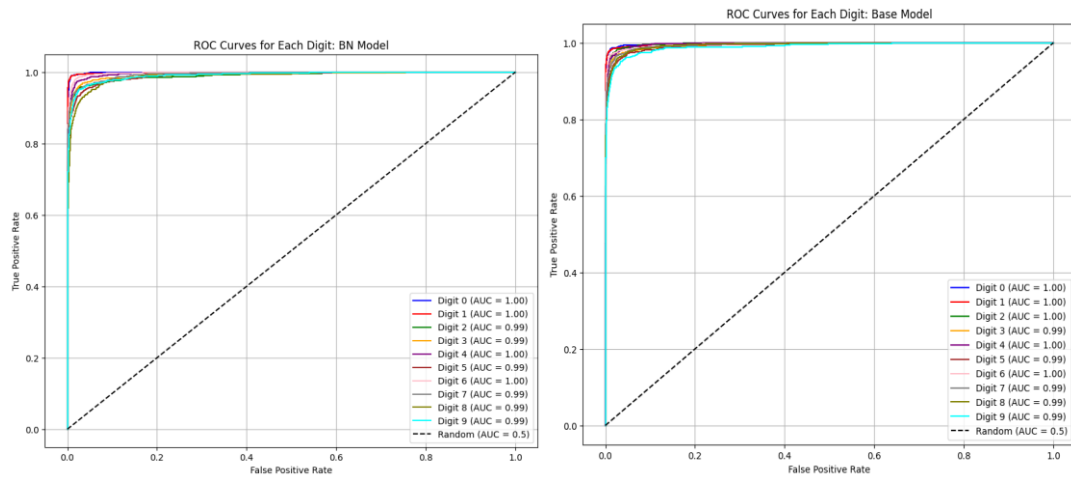 ROC Curves for Each Digit: BN Model
True Positive Rate
1.0
0.8
0.6
0.4
0.2
0.0
0.0 0.2 0.4 0.6 0.8 1.0
False Positive Rate
Digit 0 (AUC = 1.00)
Digit 1 (AUC = 1.00)
Digit 2 (AUC = 0.99)
Digit 3 (AUC = 0.99)
Digit 4 (AUC = 1.00)
Digit 5 (AUC = 0.99)
Digit 6 (AUC = 1.00)
Digit 7 (AUC = 0.99)
Digit 8 (AUC = 0.99)
Digit 9 (AUC = 0.99)
Random (AUC = 0.5)
ROC Curves for Each Digit: Base Model
True Positive Rate
1.0
0.8
0.6
0.4
0.2
0.0
0.0 0.2 0.4 0.6 0.8 1.0
False Positive Rate
Digit 0 (AUC = 1.00)
Digit 1 (AUC = 1.00)
Digit 2 (AUC = 1.00)
Digit 3 (AUC = 0.99)
Digit 4 (AUC = 1.00)
Digit 5 (AUC = 0.99)
Digit 6 (AUC = 1.00)
Digit 7 (AUC = 0.99)
Digit 8 (AUC = 0.99)
Digit 9 (AUC = 0.99)
Random (AUC = 0.5)